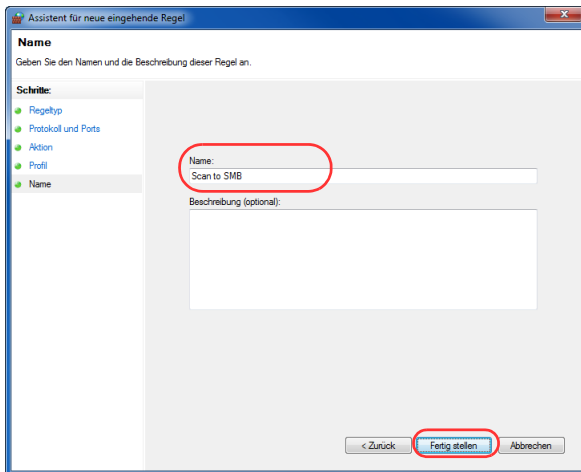 Assistent für neue eingehende Regel
Name
Geben Sie den Namen und die Beschreibung dieser Regel an.
Schritte:
Regeltyp
Protokoll und Ports
Aktion
Profil
Name
Name:
Scan to SMB
Beschreibung (optional):
< Zurück Fertig stellen Abbrechen